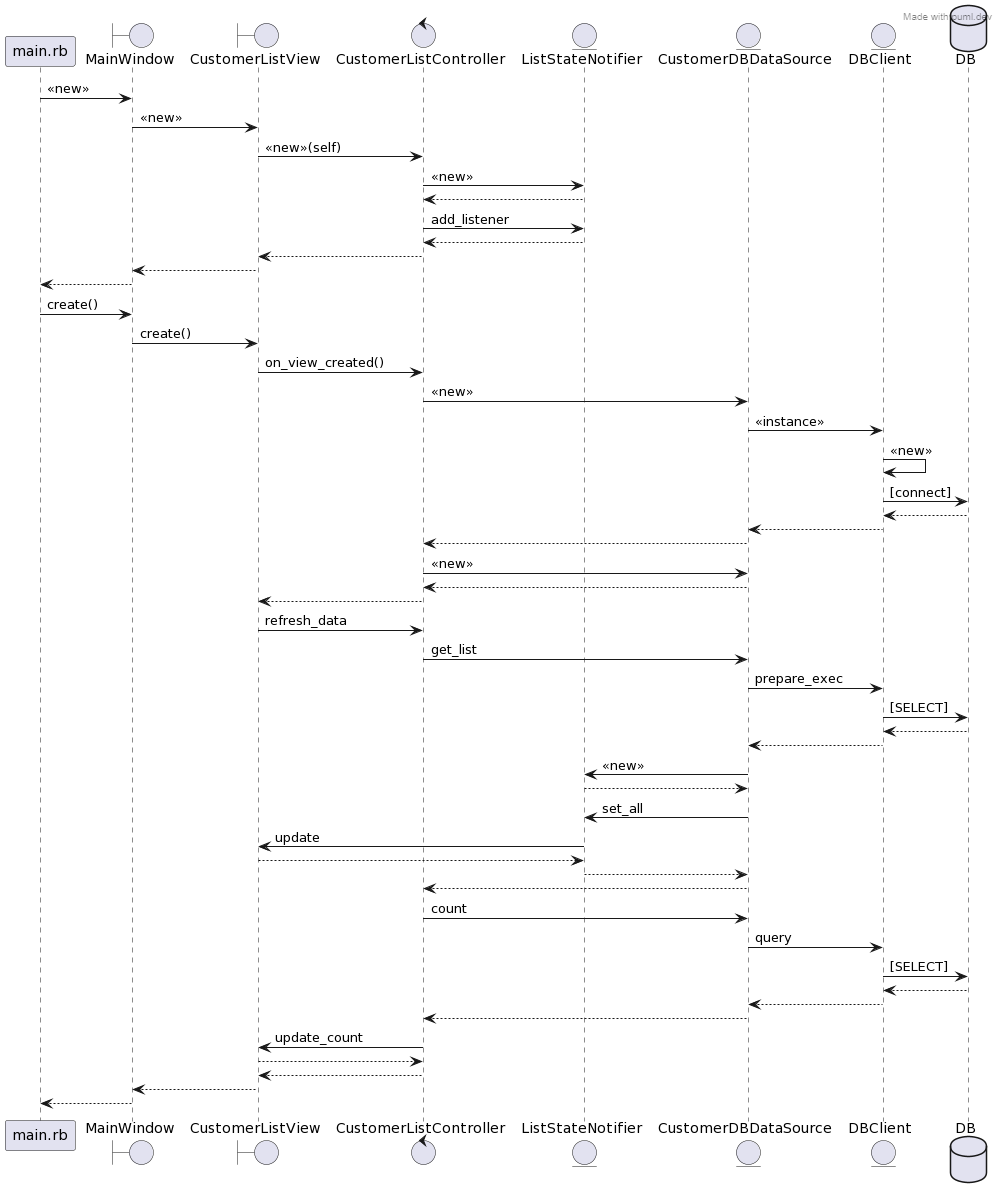 Made with puml.dev
main.rb
MainWindow
CustomerListView
CustomerListController
ListStateNotifier
CustomerDBDataSource
DBClient
DB
«new»
«new»
«new»(self)
«new»
add_listener
create()
create()
on_view_created()
«new»
«instance»
«new»
[connect]
«new»
refresh_data
get_list
prepare_exec
[SELECT]
«new»
set_all
update
count
query
[SELECT]
update_count
main.rb
MainWindow
CustomerListView
CustomerListController
ListStateNotifier
CustomerDBDataSource
DBClient
DB